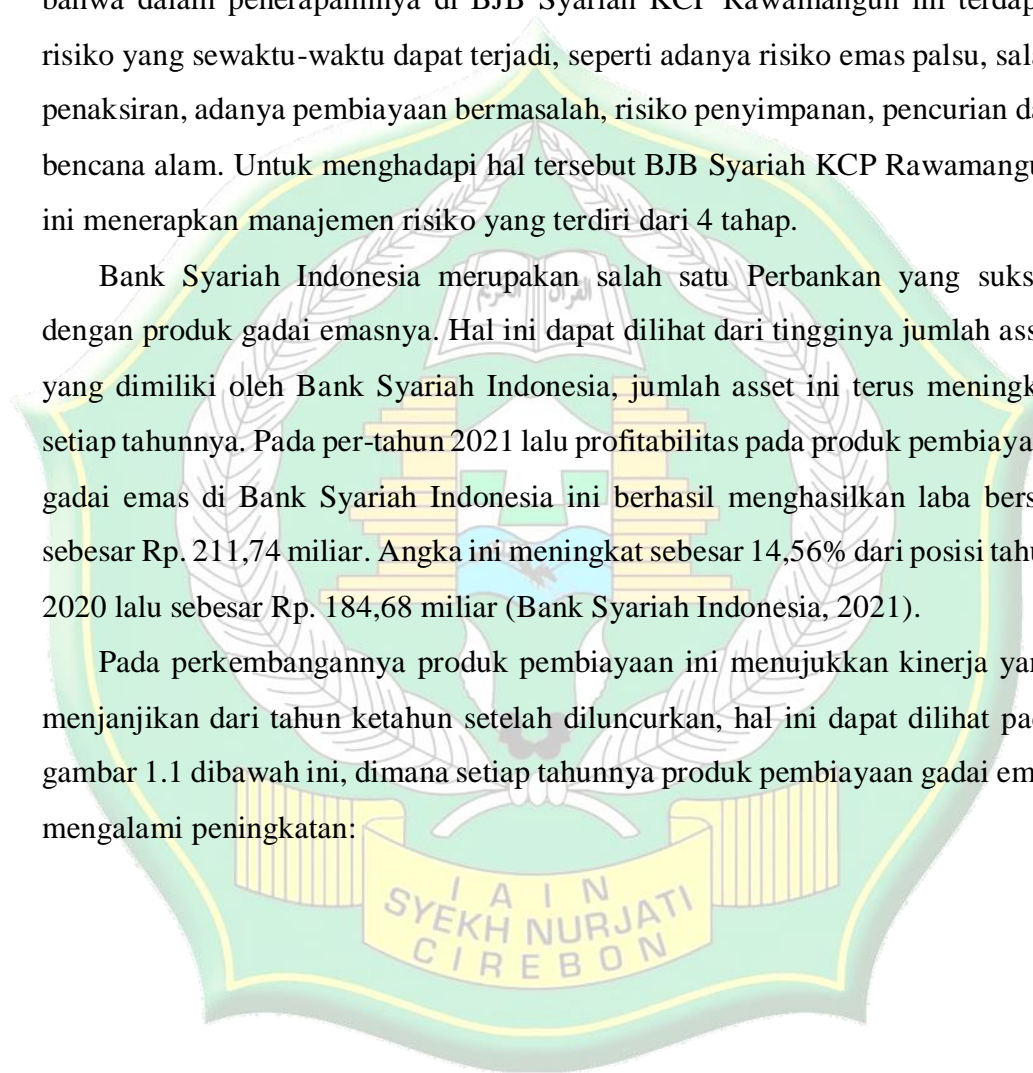 bahwa dalam penerapannnya di BJB Syariah KCP Rawamangun ini terdap
risiko yang sewaktu-waktu dapat terjadi, seperti adanya risiko emas palsu, sala
penaksiran, adanya pembiayaan bermasalah, risiko penyimpanan, pencurian da
bencana alam. Untuk menghadapi hal tersebut BJB Syariah KCP Rawamangu
ini menerapkan manajemen risiko yang terdiri dari 4 tahap.
Bank Syariah Indonesia merupakan salah satu Perbankan yang suks
dengan produk gadai emasnya. Hal ini dapat dilihat dari tingginya jumlah ass
yang dimiliki oleh Bank Syariah Indonesia, jumlah asset ini terus meningk
setiap tahunnya. Pada per-tahun 2021 lalu profitabilitas pada produk pembiaya
gadai emas di Bank Syariah Indonesia ini berhasil menghasilkan laba bers
sebesar Rp. 211,74 miliar. Angka ini meningkat sebesar 14,56% dari posisi tahu
2020 lalu sebesar Rp. 184,68 miliar (Bank Syariah Indonesia, 2021).
Pada perkembangannya produk pembiayaan ini menujukkan kinerja yan
menjanjikan dari tahun ketahun setelah diluncurkan, hal ini dapat dilihat pad
gambar 1.1 dibawah ini, dimana setiap tahunnya produk pembiayaan gadai em
mengalami peningkatan:
IAIN
SYEKH NURJATI
CIREBON